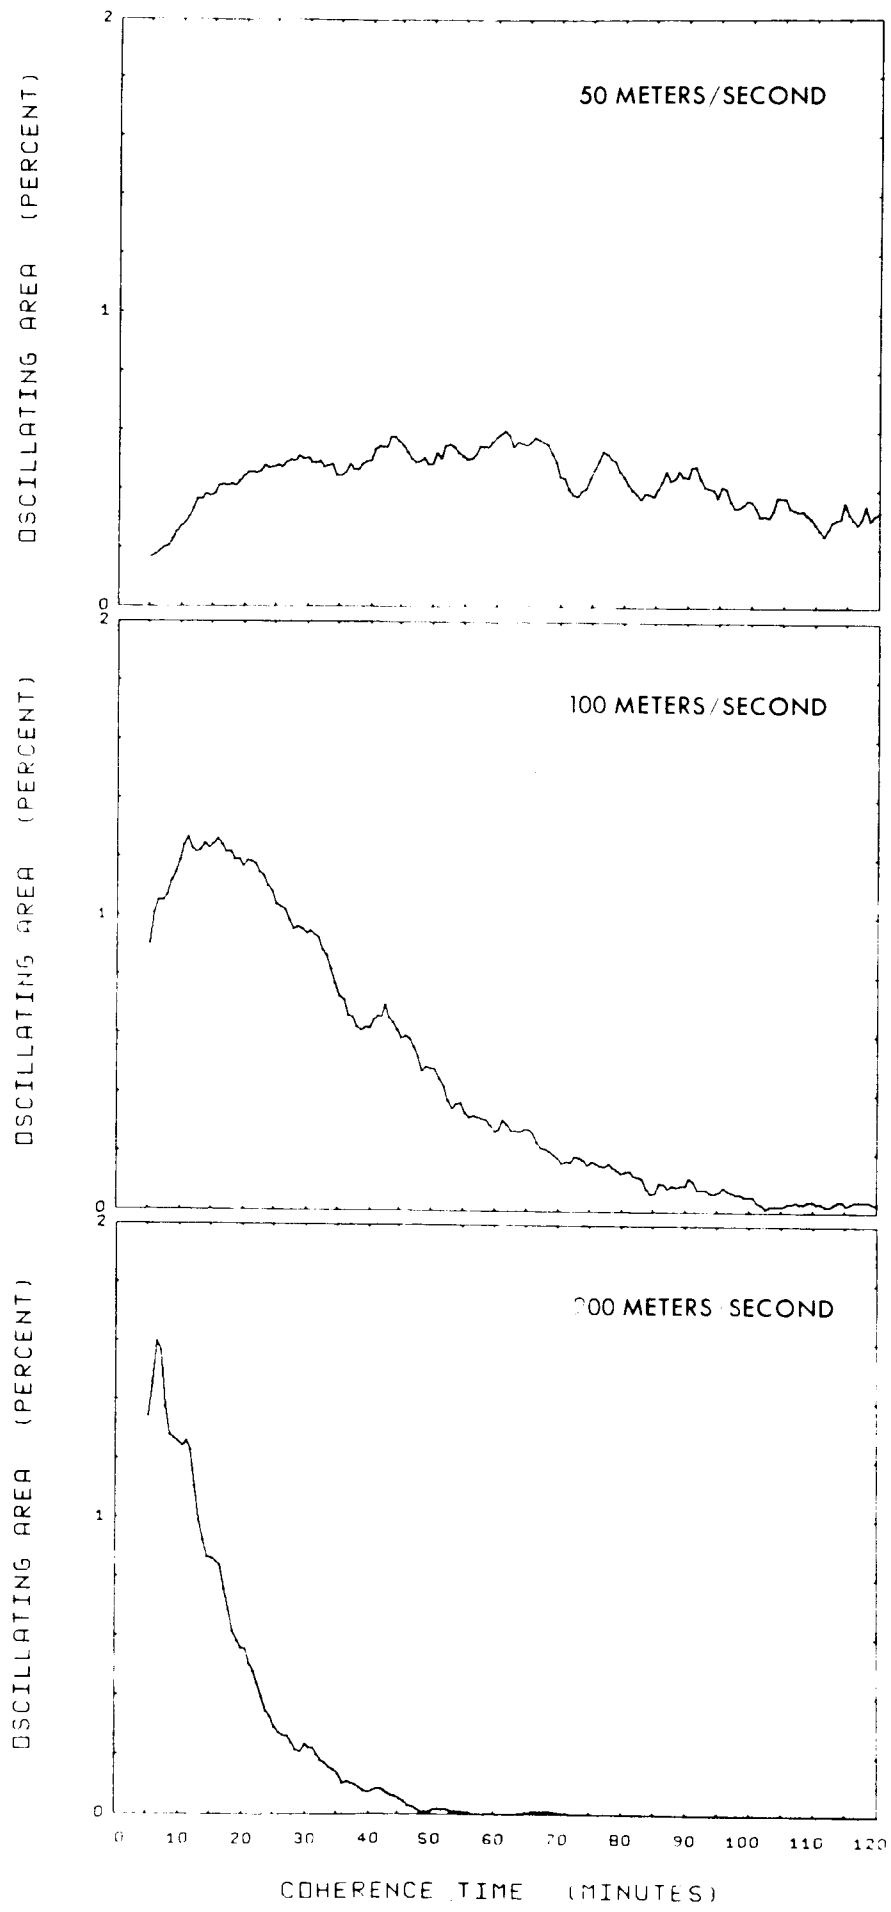 2
50 METERS/SECOND
OSCILLATING AREA (PERCENT)
1
0
2
100 METERS/SECOND
OSCILLATING AREA (PERCENT)
1
0
2
200 METERS SECOND
OSCILLATING AREA (PERCENT)
1
0
0 10 20 30 40 50 60 70 80 90 100 110 120
COHERENCE TIME (MINUTES)